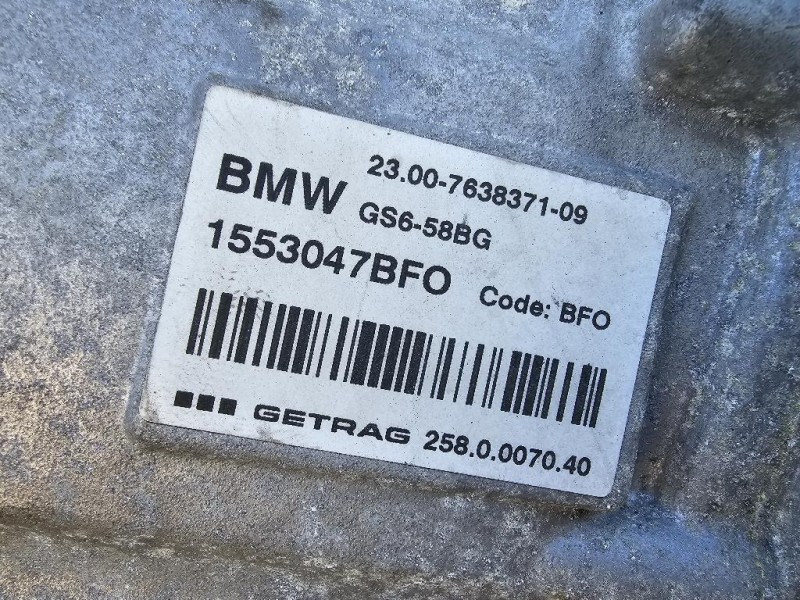 23.00-7638371-09
BMW GS6-58BG
1553047BFO Code: BFO
GETRAG 258.0.0070.40